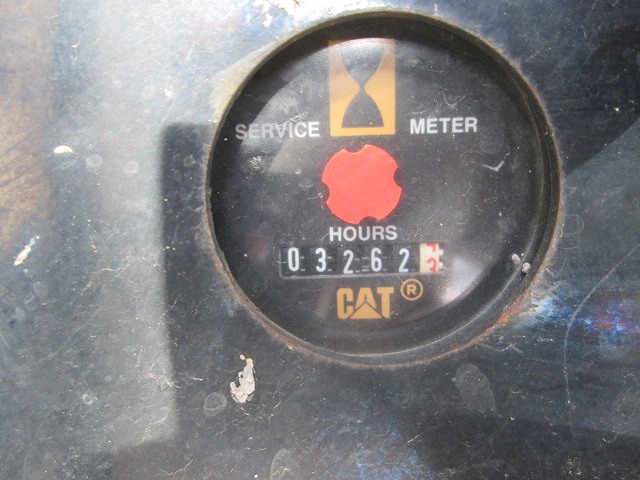 SERVICE METER
HOURS
03262
CAT ®